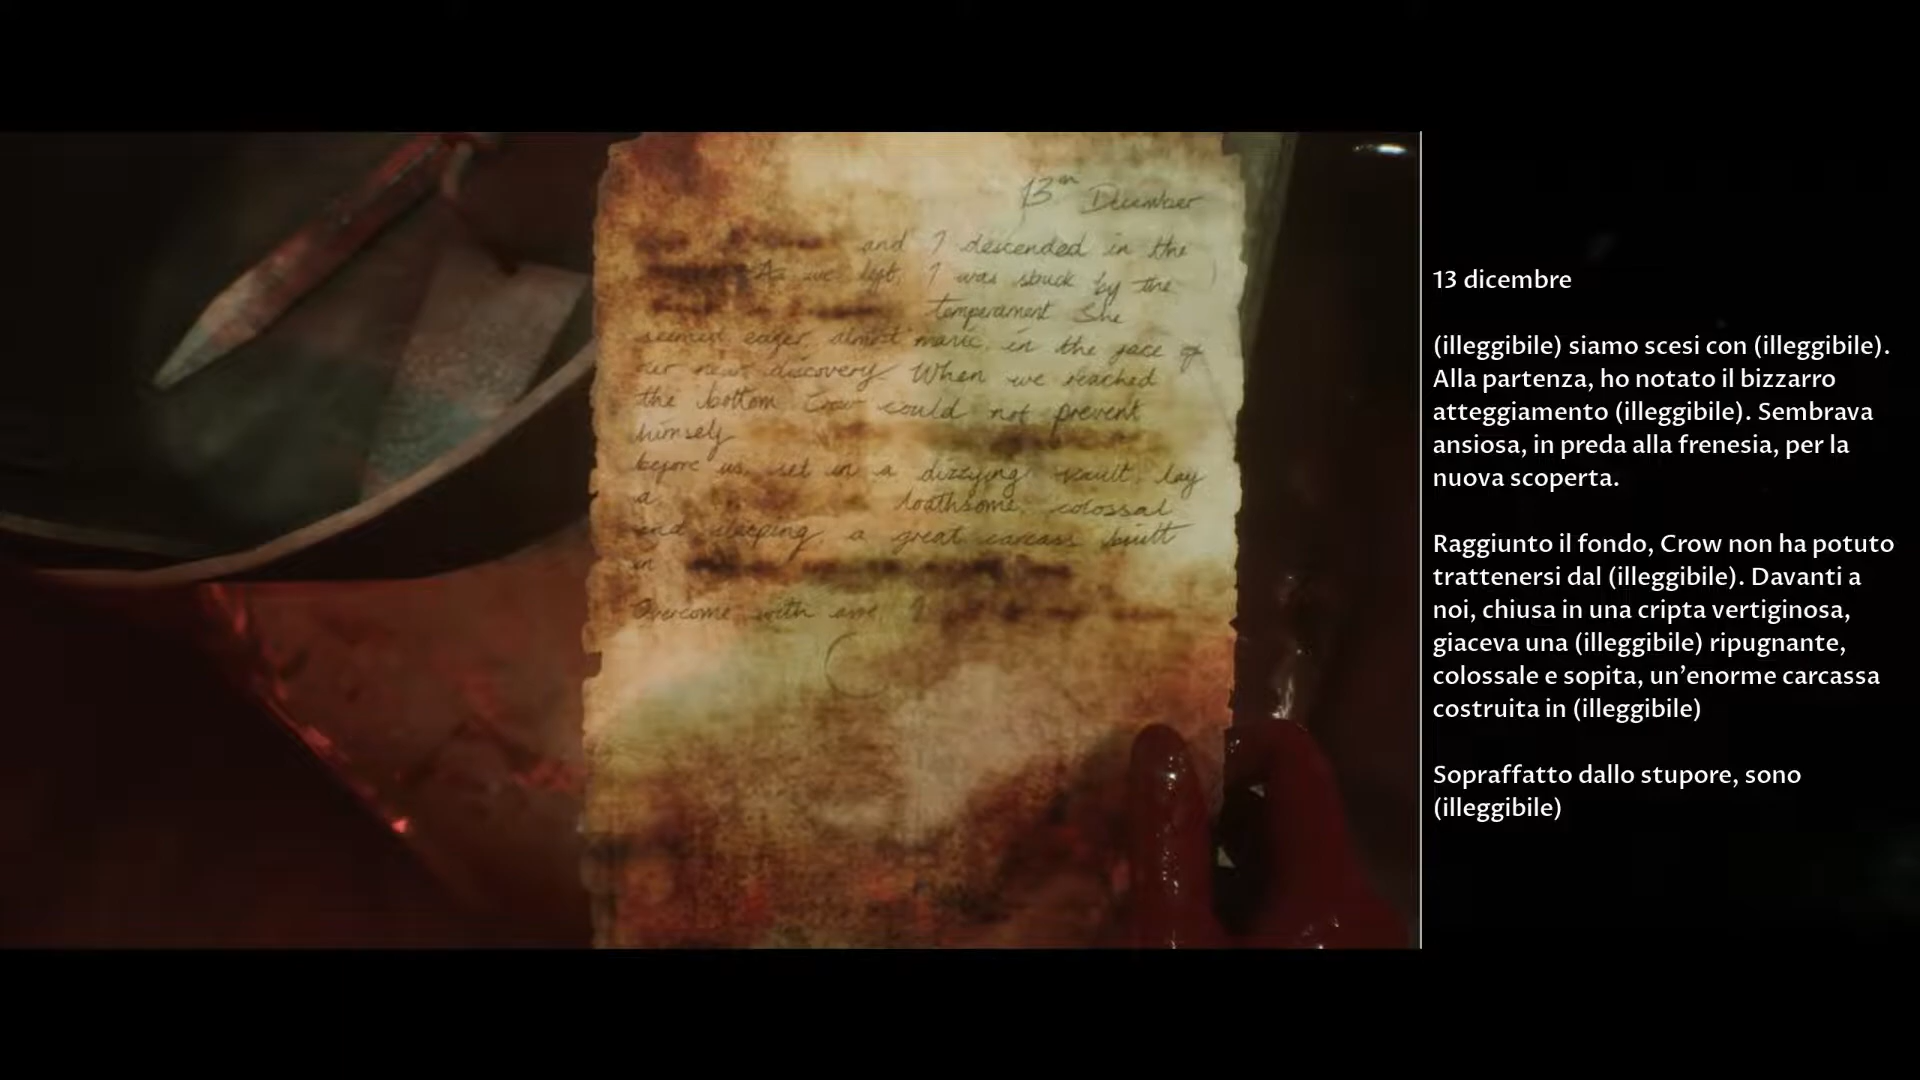 13th December
and I descended in the
As we left, I was struck by the
temperament She
seemed eager almost manic, in the face of
our new discovery When we reached
the bottom Crow could not prevent
himself
before us, set in a dizzying vault, lay
a loathsome, colossal
and sleeping a great carcass built
in
Overcome with awe, I
13 dicembre
(illeggibile) siamo scesi con (illeggibile).
Alla partenza, ho notato il bizzarro
atteggiamento (illeggibile). Sembrava
ansiosa, in preda alla frenesia, per la
nuova scoperta.
Raggiunto il fondo, Crow non ha potuto
trattenersi dal (illeggibile). Davanti a
noi, chiusa in una cripta vertiginosa,
giaceva una (illeggibile) ripugnante,
colossale e sopita, un'enorme carcassa
costruita in (illeggibile)
Sopraffatto dallo stupore, sono
(illeggibile)